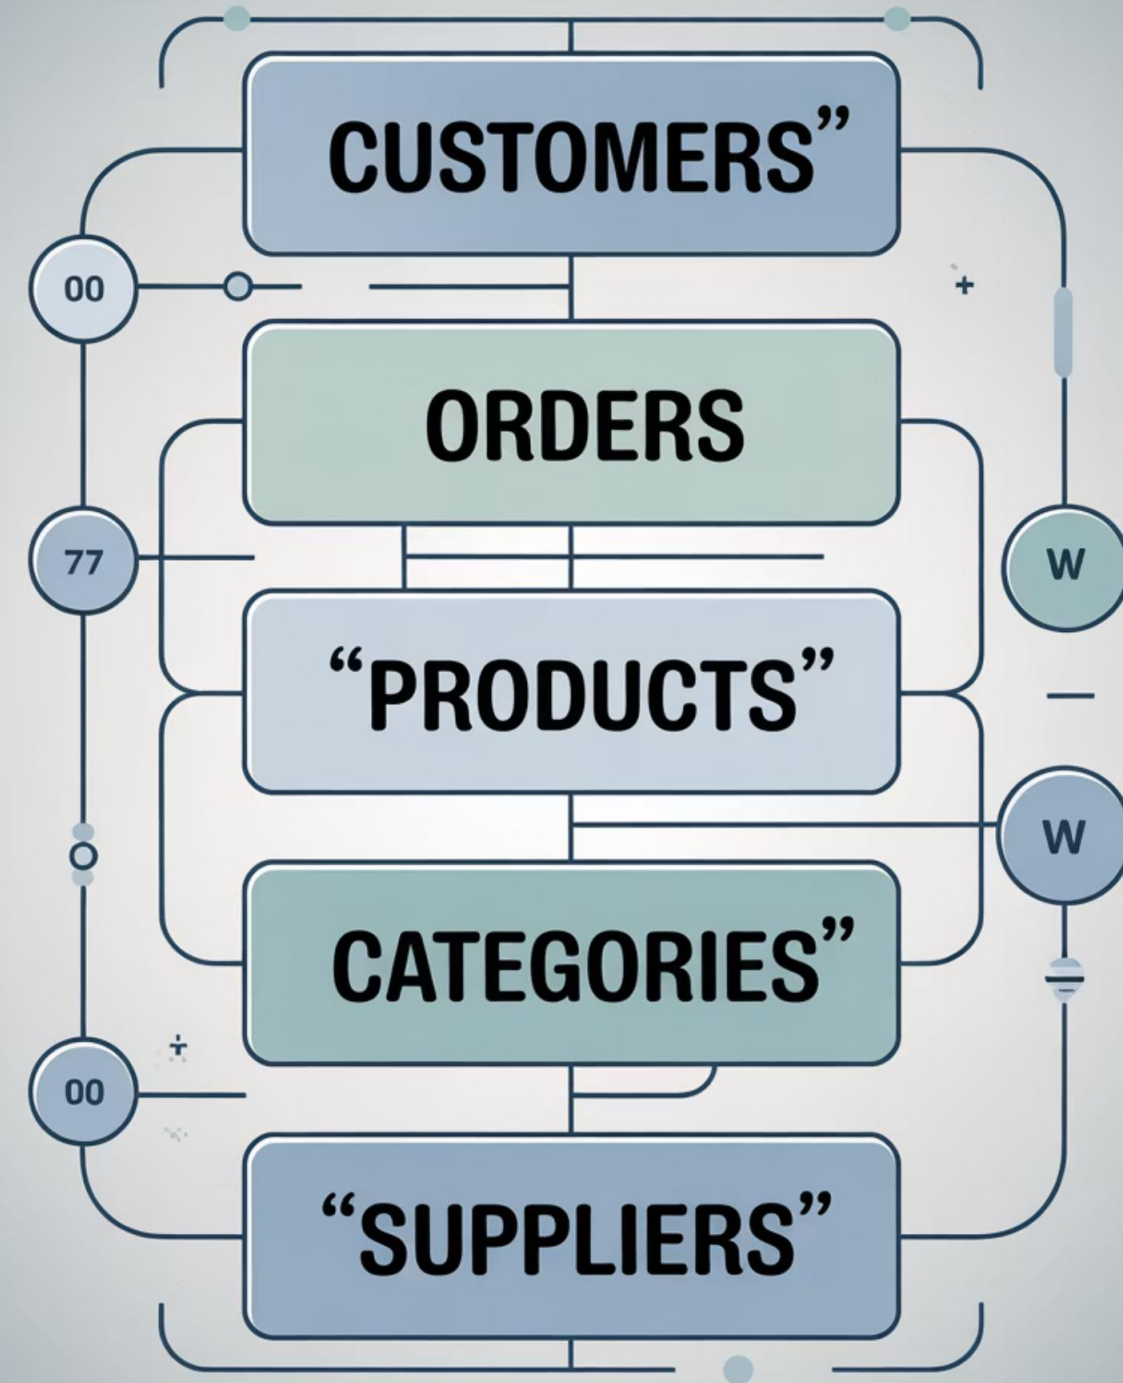 CUSTOMERS”
00
ORDERS
77
W
“PRODUCTS”
W
CATEGORIES”
00
“SUPPLIERS”